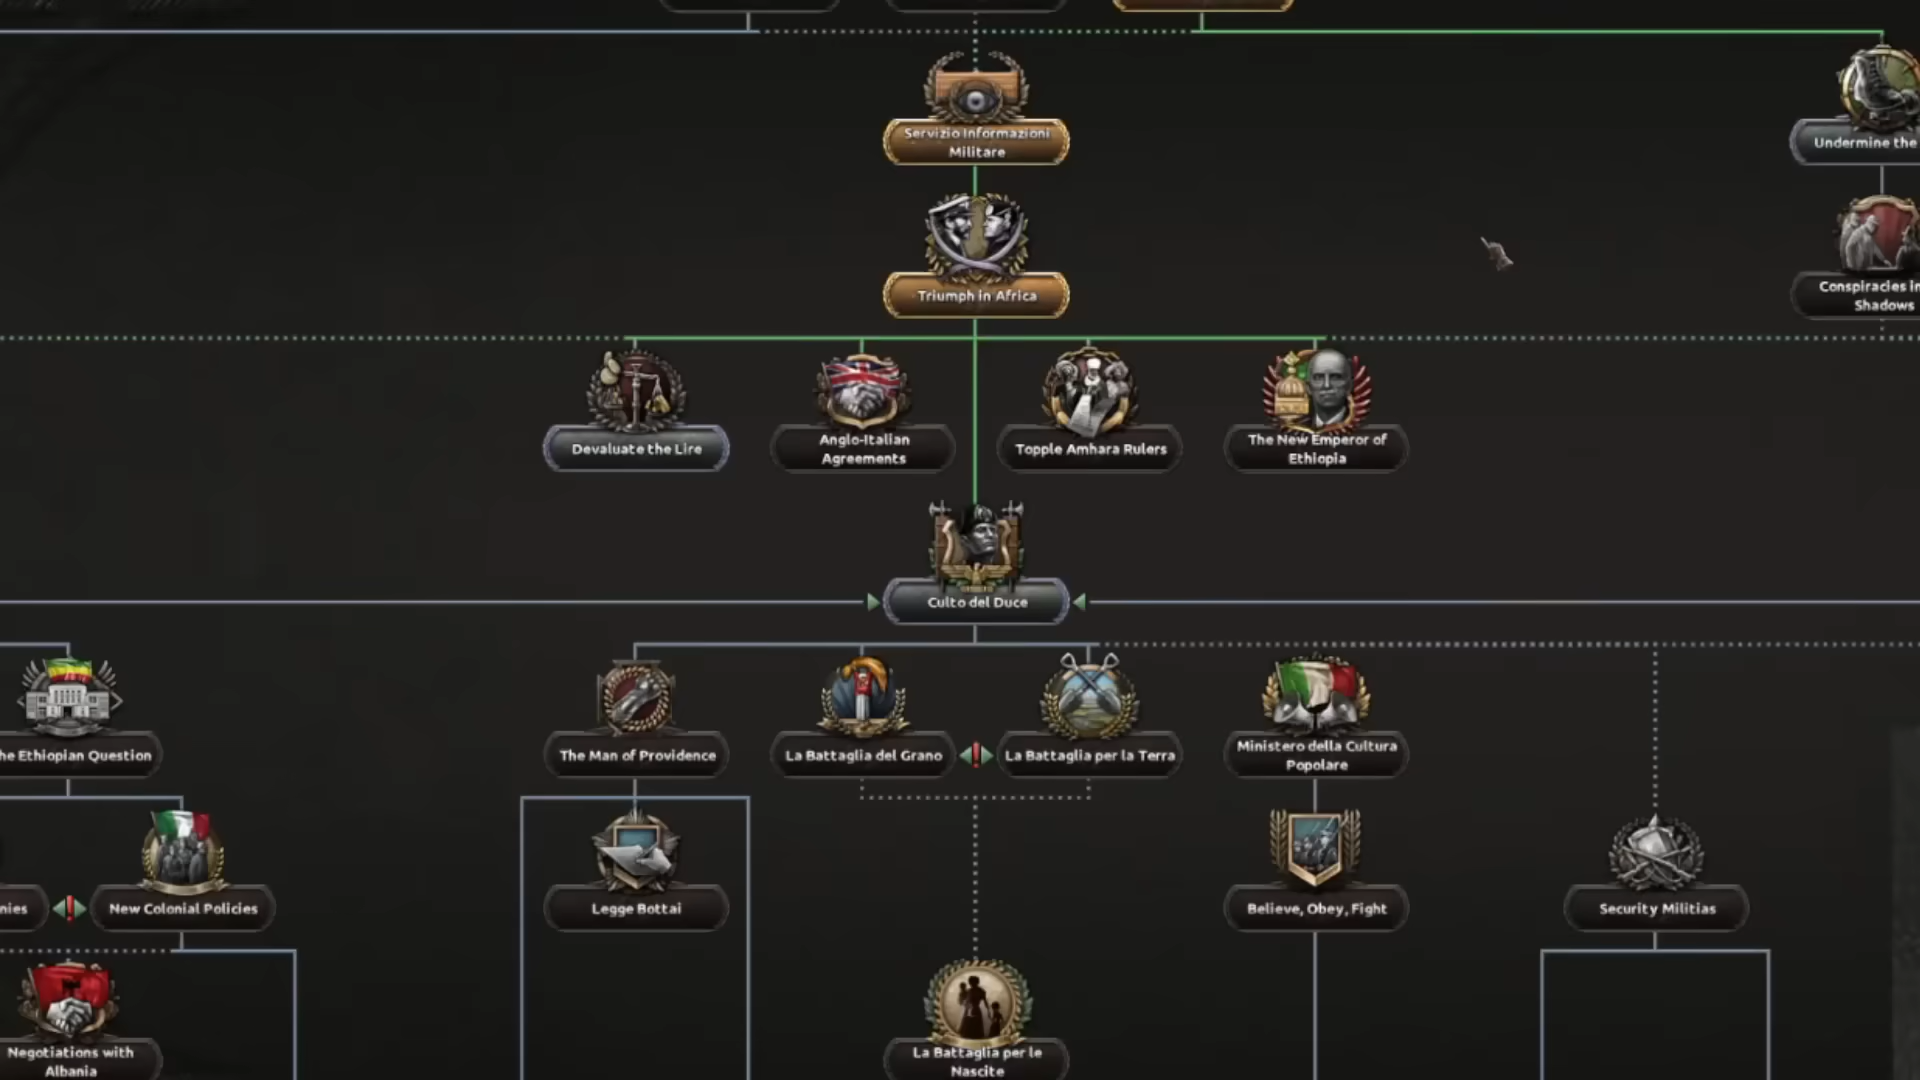 Servizio Informazioni
Militare
Undermine the
Triumph in Africa
Conspiracies in
Shadows
Devaluate the Lire
Anglo-Italian
Agreements
Topple Amhara Rulers
The New Emperor of
Ethiopia
Culto del Duce
he Ethiopian Question
The Man of Providence
La Battaglia del Grano
La Battaglia per la Terra
Ministero della Cultura
Popolare
nies
New Colonial Policies
Legge Bottai
Believe, Obey, Fight
Security Militias
Negotiations with
Albania
La Battaglia per le
Nascite